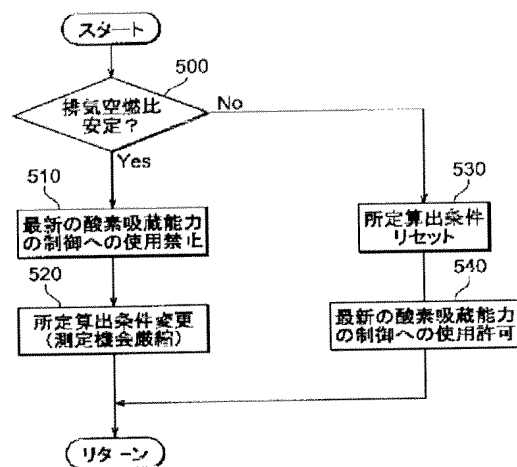 スタート
500
排気空燃比
安定？
No
Yes
510
最新の酸素吸蔵能力
の制御への使用禁止
520
所定算出条件変更
(測定機会厳縮)
530
所定算出条件
リセット
540
最新の酸素吸蔵能力
の制御への使用許可
リターン